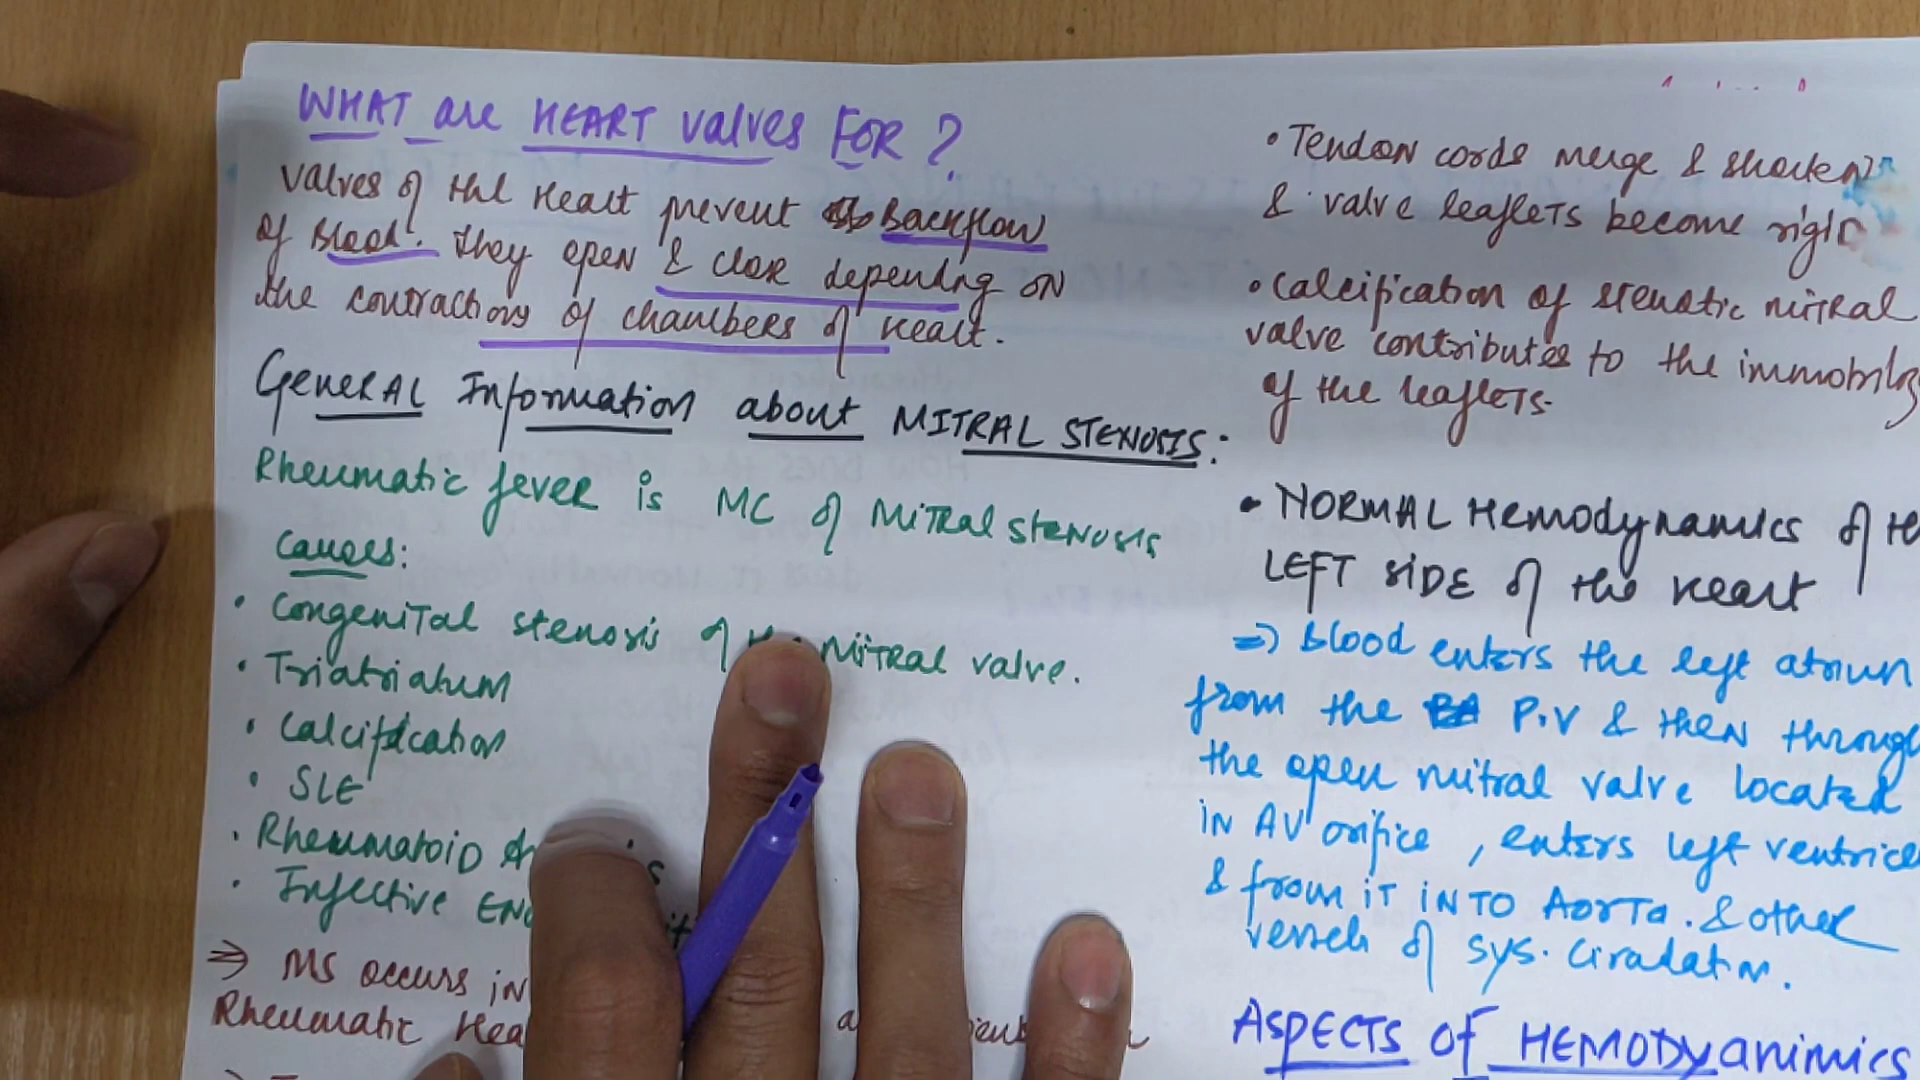 WHAT are HEART valves FOR ?
valves of the Heart prevent Backflow
of Blood. They open & close depending on
the contractions of chambers of heart.
General Information about MITRAL STENOSIS:
Rheumatic fever is MC of Mitral stenosis
Causes:
• Congenital stenosis of Mitral valve.
• Triatriatum
• Calcification
• SLE
• Rheumatoid
• Infective
⇒ MS occurs in
Rheumatic
• Tendon cords merge & shorten
& valve leaflets become rigid
• Calcification of stenotic mitral
valve contributes to the
of the leaflets.
• NORMAL Hemodynamics of
LEFT SIDE of the heart
⇒ Blood enters the left atrium
from the P.V & then through
the open mitral valve located
in AV orifice, enters left
& from it INTO Aorta. & other
vessels of sys. Circulation.
Aspects of HEMODyanimics